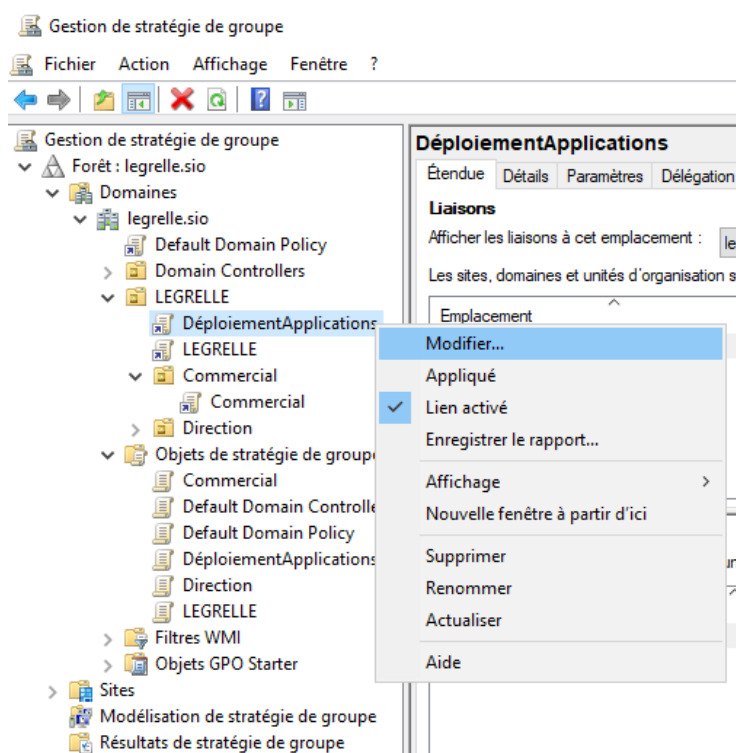 Gestion de stratégie de groupe
Fichier Action Affichage Fenêtre ?
Gestion de stratégie de groupe
Forêt : legrelle.sio
Domaines
legrelle.sio
Default Domain Policy
Domain Controllers
LEGRELLE
DéploiementApplications
LEGRELLE
Commercial
Commercial
Direction
Objets de stratégie de groupe
Commercial
Default Domain Controlle
Default Domain Policy
DéploiementApplications
Direction
LEGRELLE
Filtres WMI
Objets GPO Starter
Sites
Modélisation de stratégie de groupe
Résultats de stratégie de groupe
DéploiementApplications
Étendue Détails Paramètres Délégation
Liaisons
Afficher les liaisons à cet emplacement : le
Les sites, domaines et unités d'organisation s
Emplacement
Modifier...
Appliqué
Lien activé
Enregistrer le rapport...
Affichage
Nouvelle fenêtre à partir d'ici
Supprimer
Renommer
Actualiser
Aide